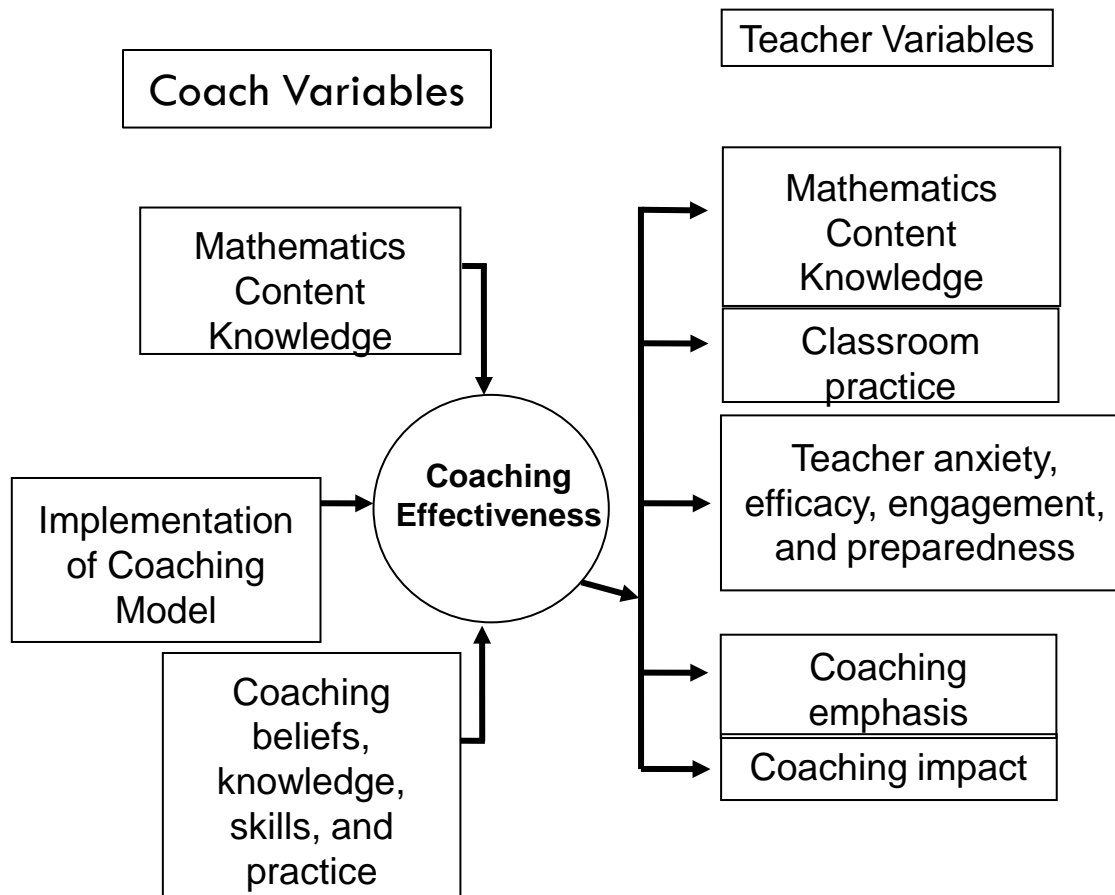 Coach Variables
Mathematics
Content
Knowledge
Implementation
of Coaching
Model
Coaching
beliefs,
knowledge,
skills, and
practice
Coaching
Effectiveness
Teacher Variables
Mathematics
Content
Knowledge
Classroom
practice
Teacher anxiety,
efficacy, engagement,
and preparedness
Coaching
emphasis
Coaching impact